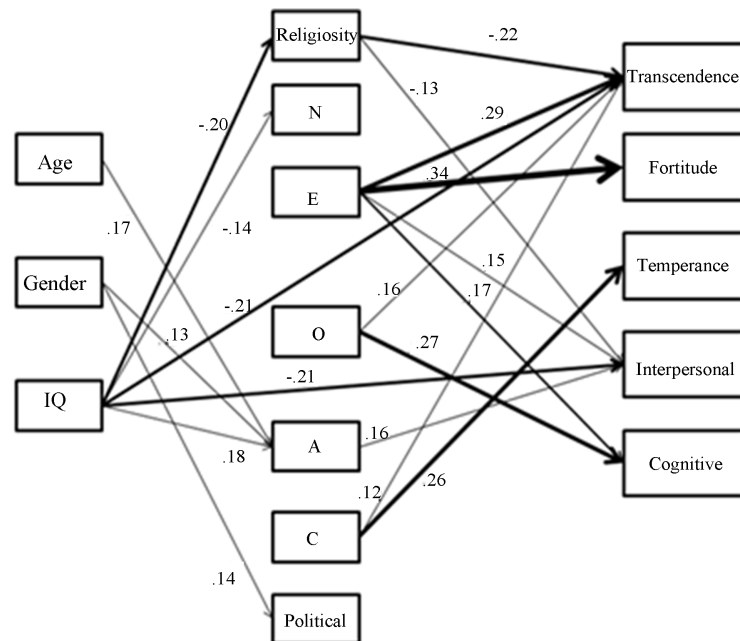 Religiosity
-.22
Transcendence
-.13
N
.29
-.20
Age
E
.34
Fortitude
.17
-.14
Gender
.15
Temperance
.16
.17
-.21
.13
O
.27
-.21
Interpersonal
IQ
.18
A
.16
Cognitive
.12
.26
C
.14
Political